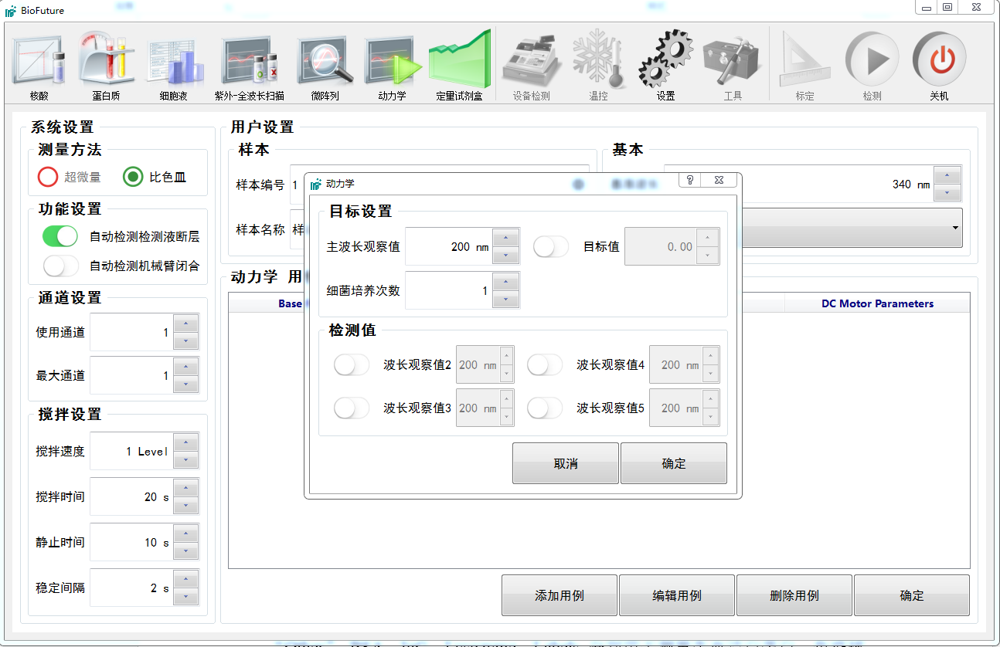 BioFuture
核酸 蛋白质 细胞液 紫外-全波长扫描 微阵列 动力学 定量试剂盒 设备检测 温控 设置 工具 标定 检测 关机
系统设置
测量方法
超微量 比色皿
功能设置
自动检测检测液断层
自动检测机械臂闭合
通道设置
使用通道 1
最大通道 1
搅拌设置
搅拌速度 1 Level
搅拌时间 20 s
静止时间 10 s
稳定间隔 2 s
用户设置
样本
样本编号 1
样本名称 样
基本
340 nm
动力学 用
Base
DC Motor Parameters
动力学
目标设置
主波长观察值 200 nm 目标值 0.00
细菌培养次数 1
检测值
波长观察值2 200 nm 波长观察值4 200 nm
波长观察值3 200 nm 波长观察值5 200 nm
取消 确定
添加用例 编辑用例 删除用例 确定